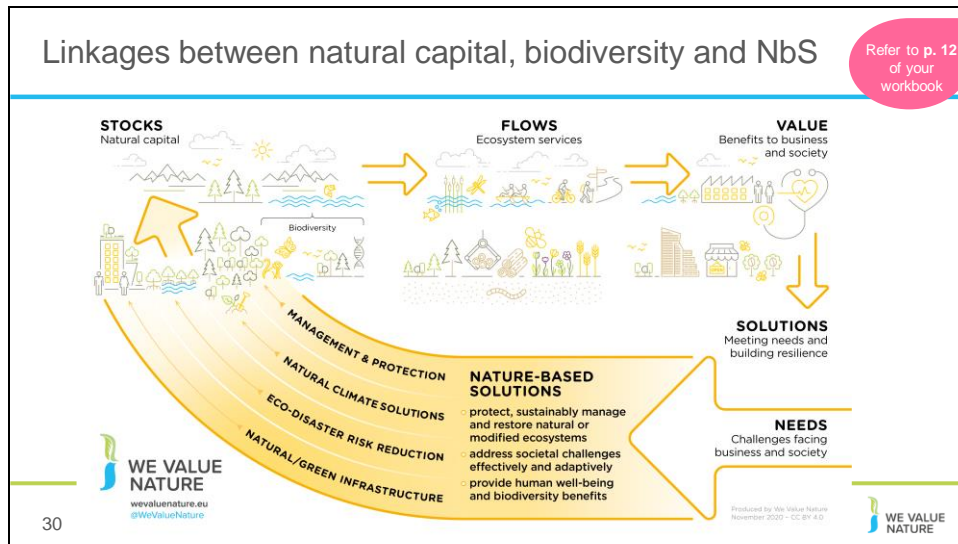 Linkages between natural capital, biodiversity and NbS
Refer to p. 12
of your
workbook
STOCKS
Natural capital
FLOWS
Ecosystem services
VALUE
Benefits to business
and society
Biodiversity
SOLUTIONS
Meeting needs and
building resilience
MANAGEMENT & PROTECTION
NATURAL CLIMATE SOLUTIONS
ECO-DISASTER RISK REDUCTION
NATURAL/GREEN INFRASTRUCTURE
NATURE-BASED
SOLUTIONS
○ protect, sustainably manage
and restore natural or
modified ecosystems
○ address societal challenges
effectively and adaptively
○ provide human well-being
and biodiversity benefits
NEEDS
Challenges facing
business and society
WE VALUE
NATURE
wevaluenature.eu
@WeValueNature
Produced by We Value Nature
November 2020 – CC BY 4.0
30
WE VALUE
NATURE